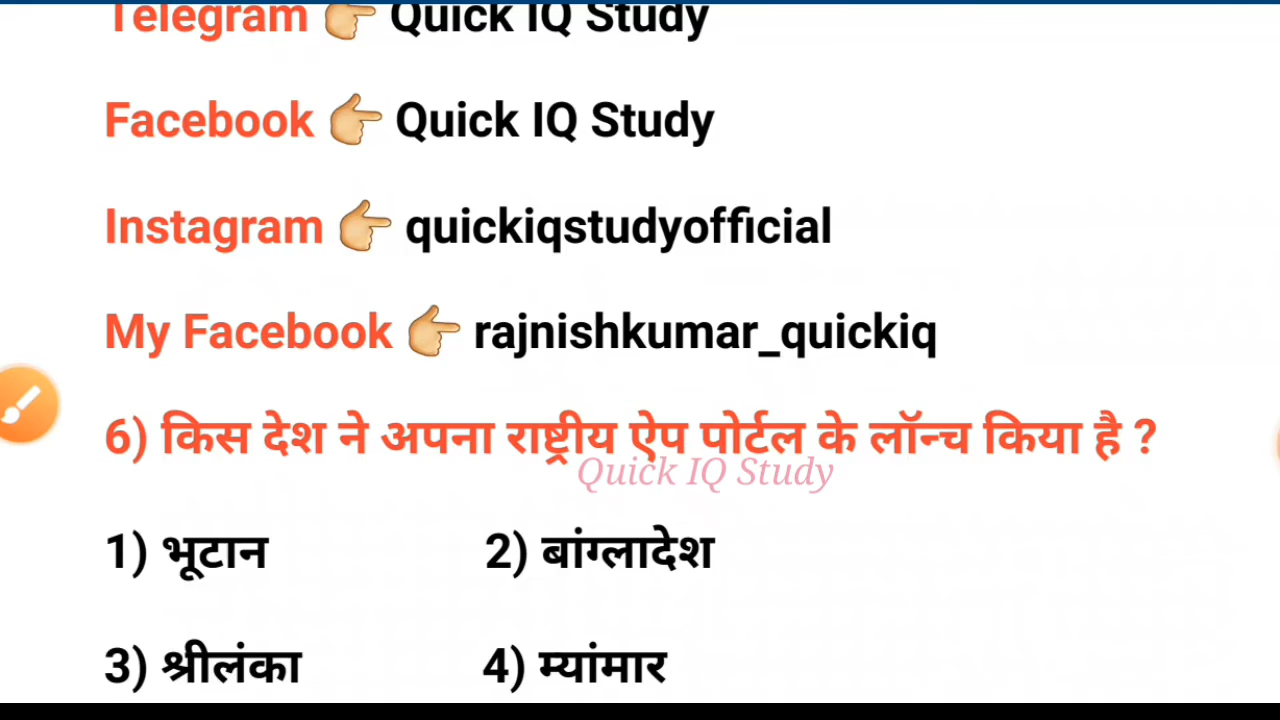 Telegram 👉 Quick IQ Study
Facebook 👉 Quick IQ Study
Instagram 👉 quickiqstudyofficial
My Facebook 👉 rajnishkumar_quickiq
6) किस देश ने अपना राष्ट्रीय ऐप पोर्टल के लॉन्च किया है ?
Quick IQ Study
1) भूटान 2) बांग्लादेश
3) श्रीलंका 4) म्यांमार